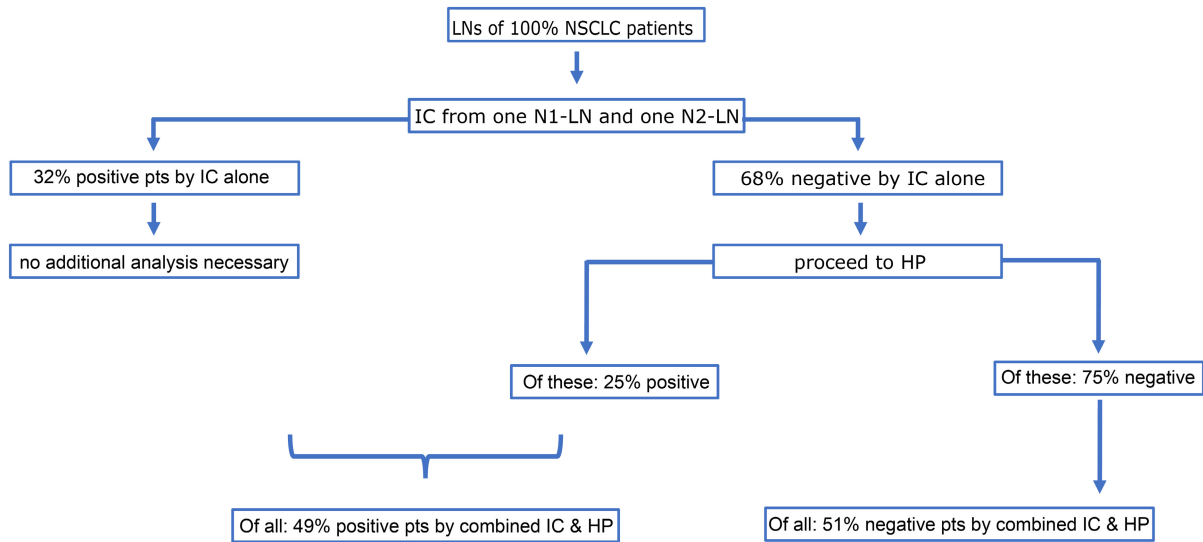 LNs of 100% NSCLC patients
IC from one N1-LN and one N2-LN
32% positive pts by IC alone
68% negative by IC alone
no additional analysis necessary
proceed to HP
Of these: 25% positive
Of these: 75% negative
Of all: 49% positive pts by combined IC & HP
Of all: 51% negative pts by combined IC & HP